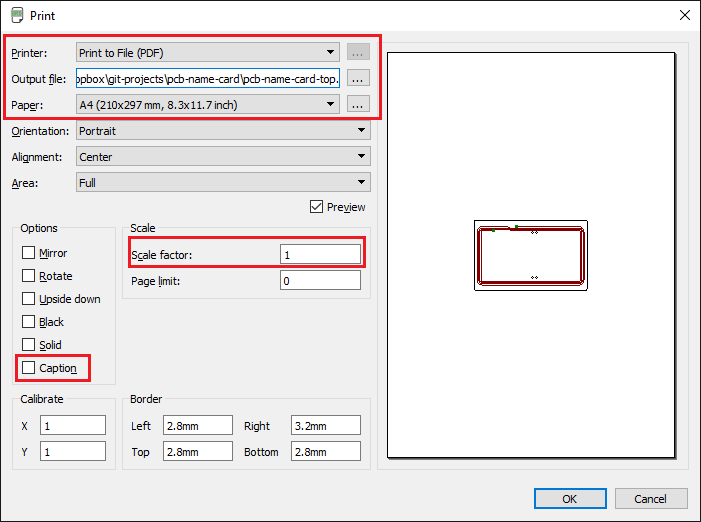 Print
Printer: Print to File (PDF) ...
Output file: opbox\git-projects\pcb-name-card\pcb-name-card-top. ...
Paper: A4 (210x297 mm, 8.3x11.7 inch) ...
Orientation: Portrait
Alignment: Center
Area: Full
Preview
Options
Mirror
Rotate
Upside down
Black
Solid
Caption
Scale
Scale factor: 1
Page limit: 0
Calibrate
X 1
Y 1
Border
Left 2.8mm Right 3.2mm
Top 2.8mm Bottom 2.8mm
OK Cancel